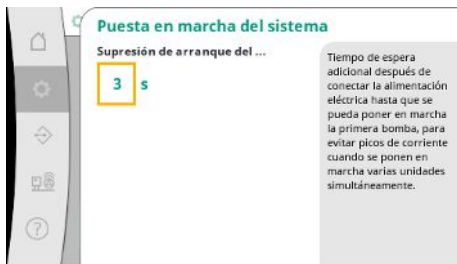 Puesta en marcha del sistema
Supresión de arranque del ...
3 s
Tiempo de espera
adicional después de
conectar la alimentación
eléctrica hasta que se
pueda poner en marcha
la primera bomba, para
evitar picos de corriente
cuando se ponen en
marcha varias unidades
simultáneamente.
?